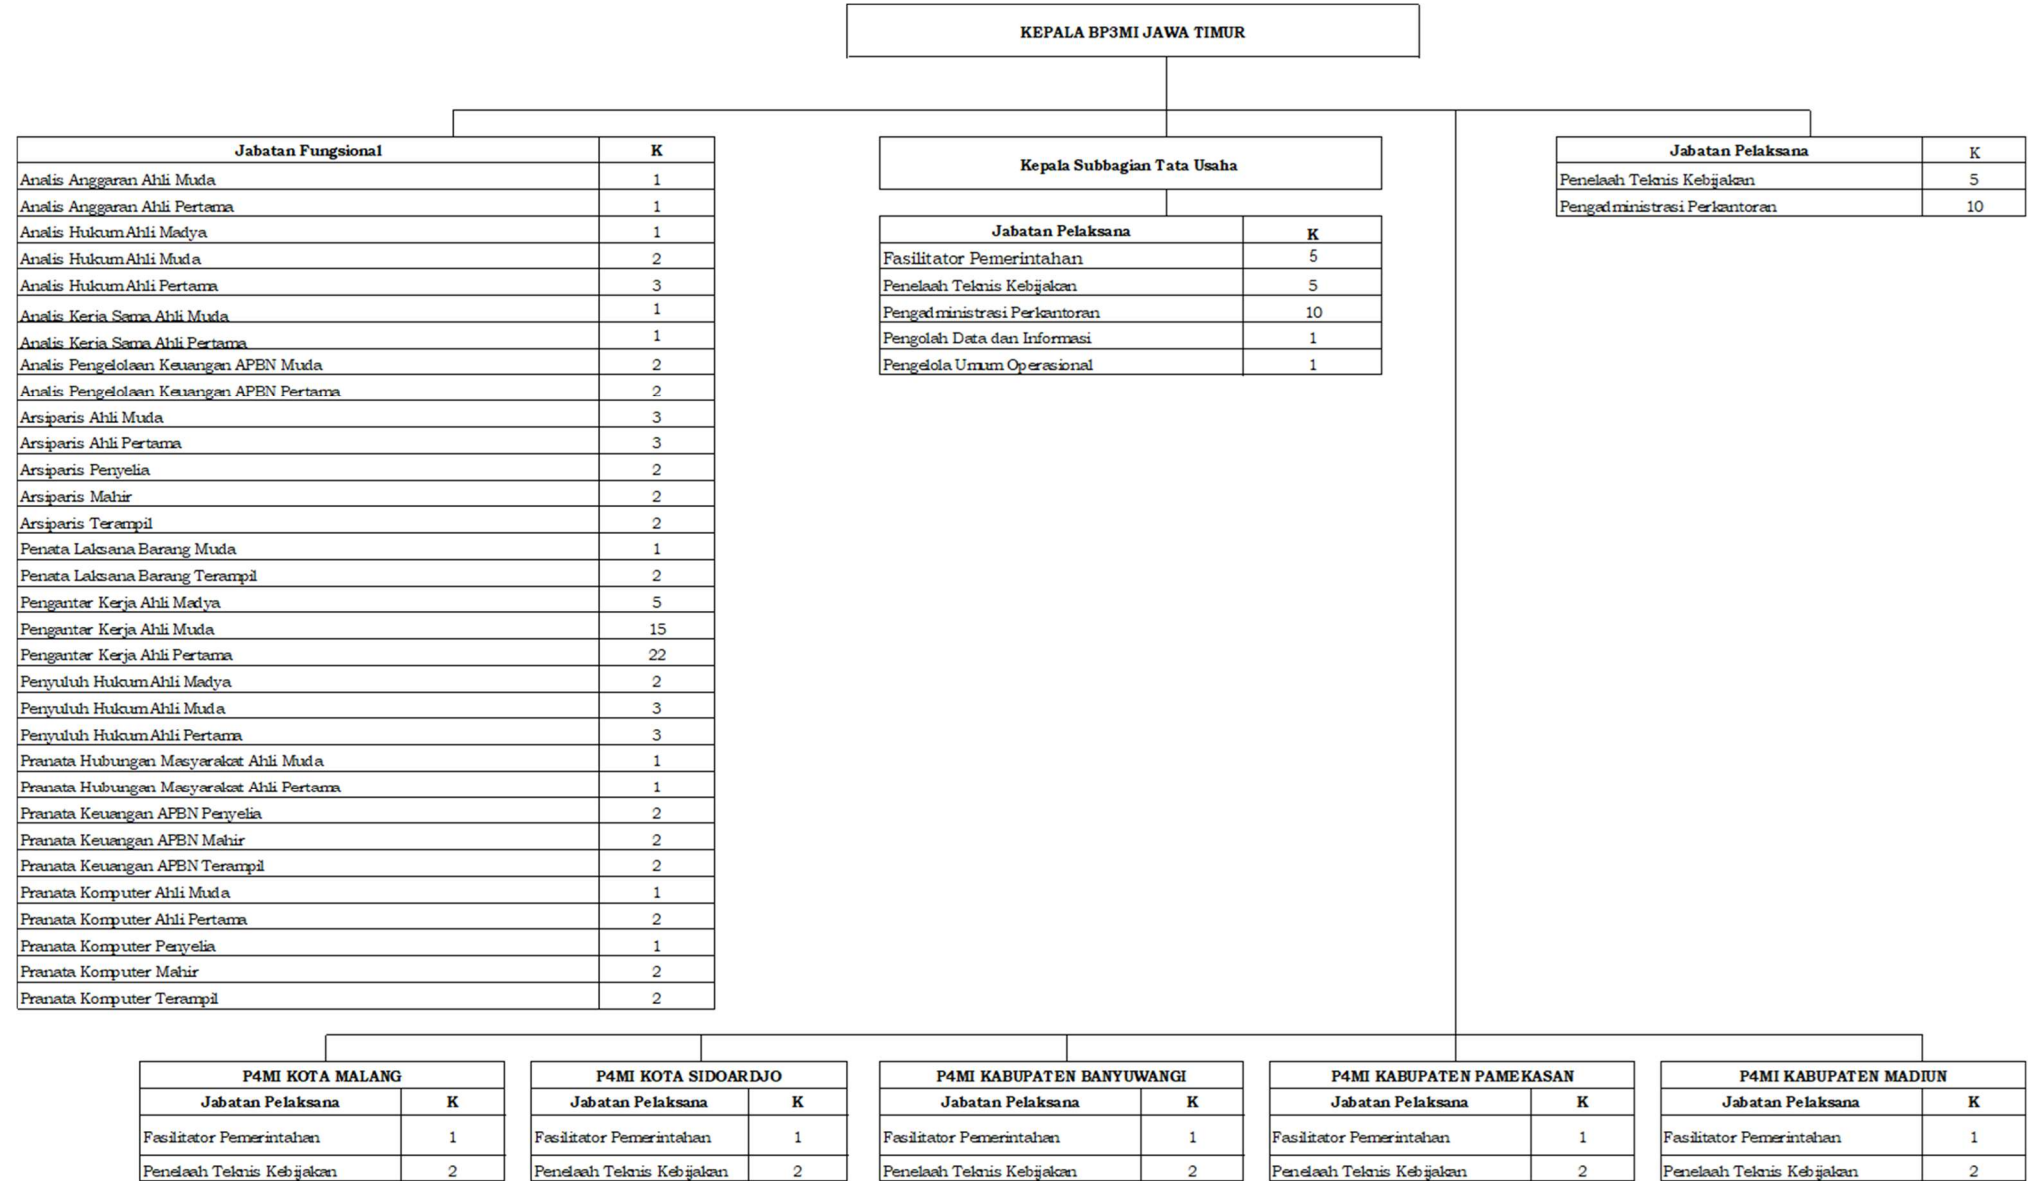 KEPALA BP3MI JAWA TIMUR
Jabatan Fungsional K
Analis Anggaran Ahli Muda 1
Analis Anggaran Ahli Pertama 1
Analis Hukum Ahli Madya 1
Analis Hukum Ahli Muda 2
Analis Hukum Ahli Pertama 3
Analis Kerja Sama Ahli Muda 1
Analis Kerja Sama Ahli Pertama 1
Analis Pengelolaan Keuangan APBN Muda 2
Analis Pengelolaan Keuangan APBN Pertama 2
Arsiparis Ahli Muda 3
Arsiparis Ahli Pertama 3
Arsiparis Penyelia 2
Arsiparis Mahir 2
Arsiparis Terampil 2
Penata Laksana Barang Muda 1
Penata Laksana Barang Terampil 2
Pengantar Kerja Ahli Madya 5
Pengantar Kerja Ahli Muda 15
Pengantar Kerja Ahli Pertama 22
Penyuluh Hukum Ahli Madya 2
Penyuluh Hukum Ahli Muda 3
Penyuluh Hukum Ahli Pertama 3
Pranata Hubungan Masyarakat Ahli Muda 1
Pranata Hubungan Masyarakat Ahli Pertama 1
Pranata Keuangan APBN Penyelia 2
Pranata Keuangan APBN Mahir 2
Pranata Keuangan APBN Terampil 2
Pranata Komputer Ahli Muda 1
Pranata Komputer Ahli Pertama 2
Pranata Komputer Penyelia 1
Pranata Komputer Mahir 2
Pranata Komputer Terampil 2
Kepala Subbagian Tata Usaha
Jabatan Pelaksana K
Fasilitator Pemerintahan 5
Penelaah Teknis Kebijakan 5
Pengadministrasi Perkantoran 10
Pengolah Data dan Informasi 1
Pengelola Umum Operasional 1
Jabatan Pelaksana K
Penelaah Teknis Kebijakan 5
Pengadministrasi Perkantoran 10
P4MI KOTA MALANG
Jabatan Pelaksana K
Fasilitator Pemerintahan 1
Penelaah Teknis Kebijakan 2
P4MI KOTA SIDOARDJO
Jabatan Pelaksana K
Fasilitator Pemerintahan 1
Penelaah Teknis Kebijakan 2
P4MI KABUPATEN BANYUWANGI
Jabatan Pelaksana K
Fasilitator Pemerintahan 1
Penelaah Teknis Kebijakan 2
P4MI KABUPATEN PAMEKASAN
Jabatan Pelaksana K
Fasilitator Pemerintahan 1
Penelaah Teknis Kebijakan 2
P4MI KABUPATEN MADIUN
Jabatan Pelaksana K
Fasilitator Pemerintahan 1
Penelaah Teknis Kebijakan 2